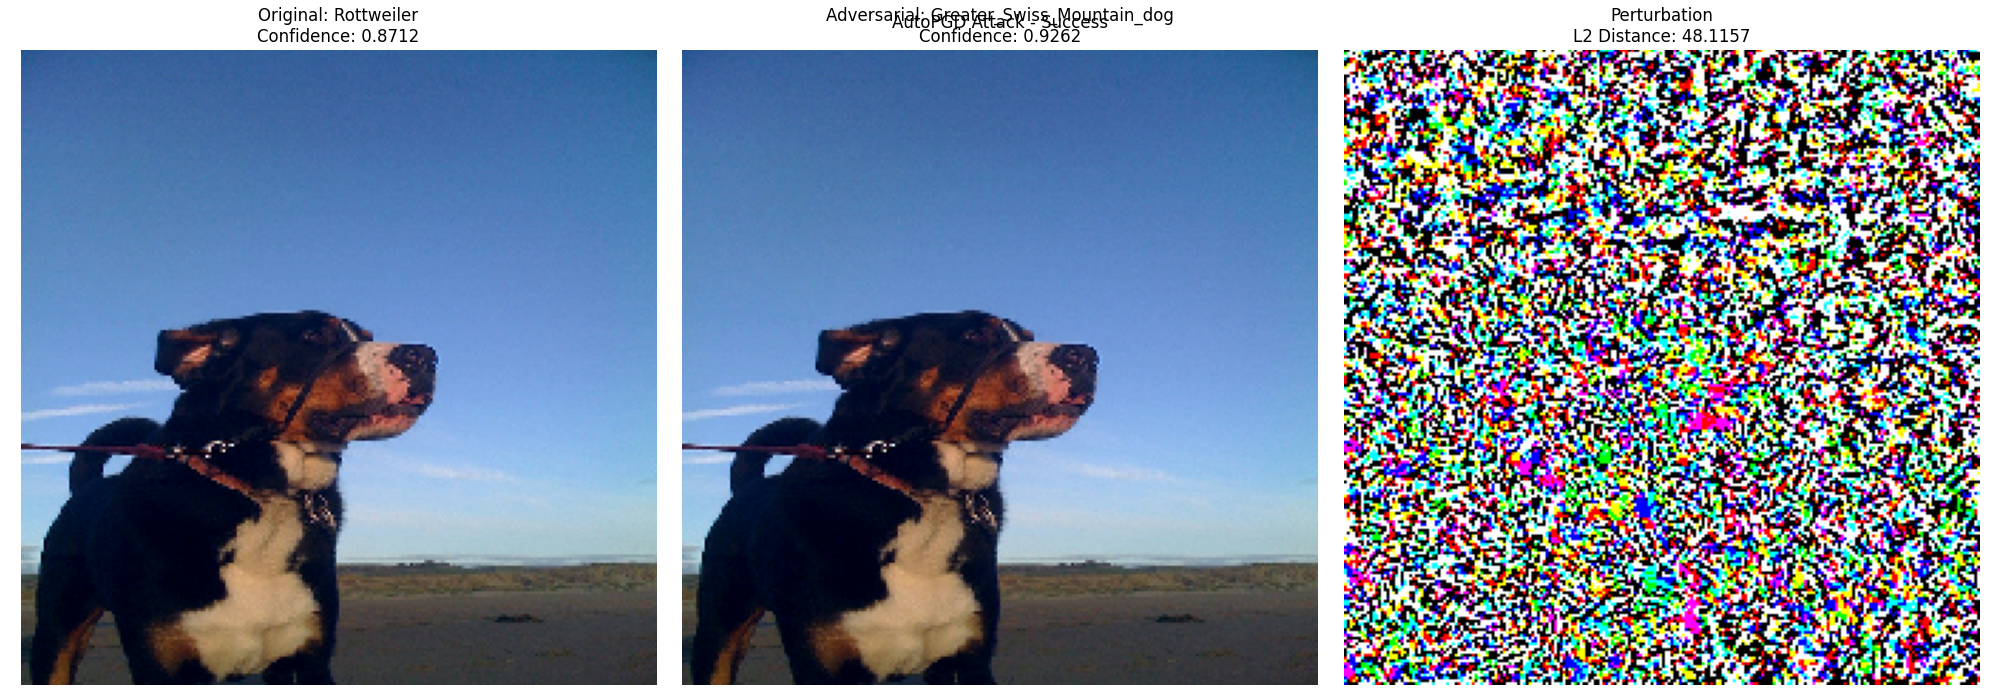 Original: Rottweiler
Confidence: 0.8712
Adversarial: Greater_Swiss_Mountain_dog
AutoPGD Attack - Success
Confidence: 0.9262
Perturbation
L2 Distance: 48.1157